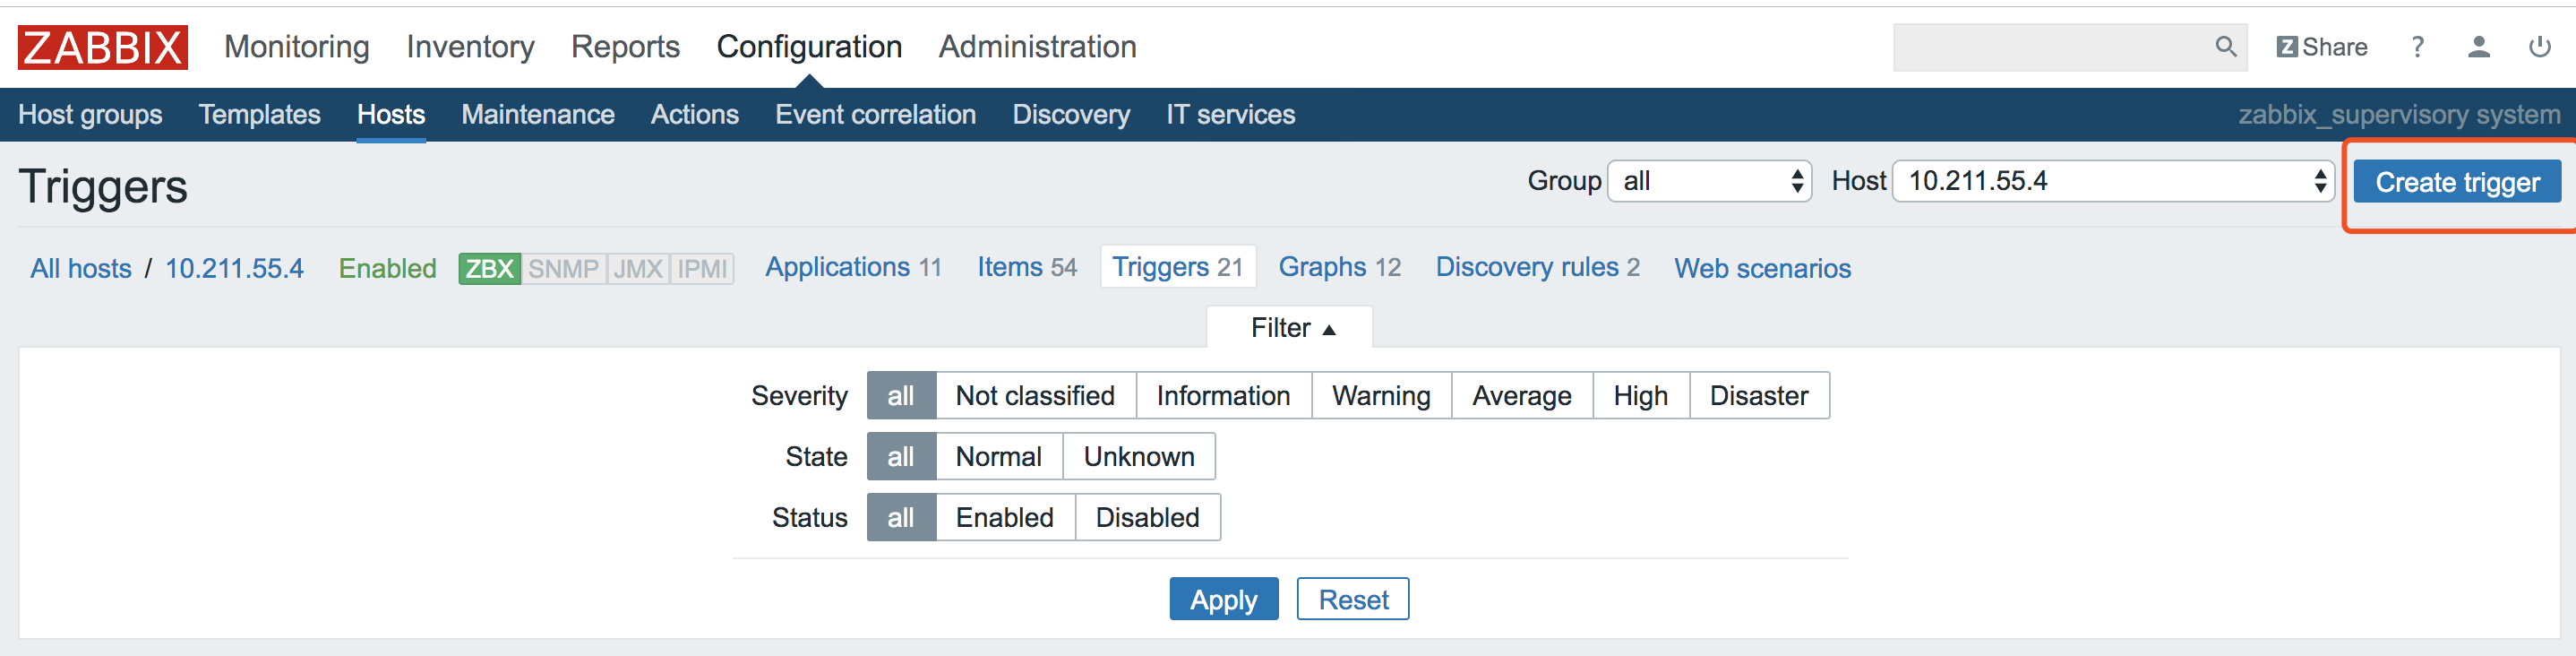 ZABBIX Monitoring Inventory Reports Configuration Administration Z Share ?
Host groups Templates Hosts Maintenance Actions Event correlation Discovery IT services zabbix_supervisory system
Triggers Group all Host 10.211.55.4 Create trigger
All hosts / 10.211.55.4 Enabled ZBX SNMP JMX IPMI Applications 11 Items 54 Triggers 21 Graphs 12 Discovery rules 2 Web scenarios
Filter
Severity all Not classified Information Warning Average High Disaster
State all Normal Unknown
Status all Enabled Disabled
Apply Reset